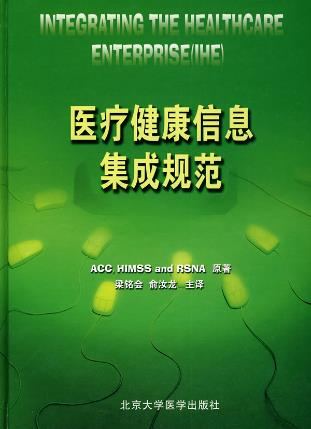 INTEGRATING THE HEALTHCARE
ENTERPRISE(IHE)
医疗健康信息
集成规范
ACC, HIMSS and RSNA 原著
梁铭会 俞汝龙 主译
北京大学医学出版社